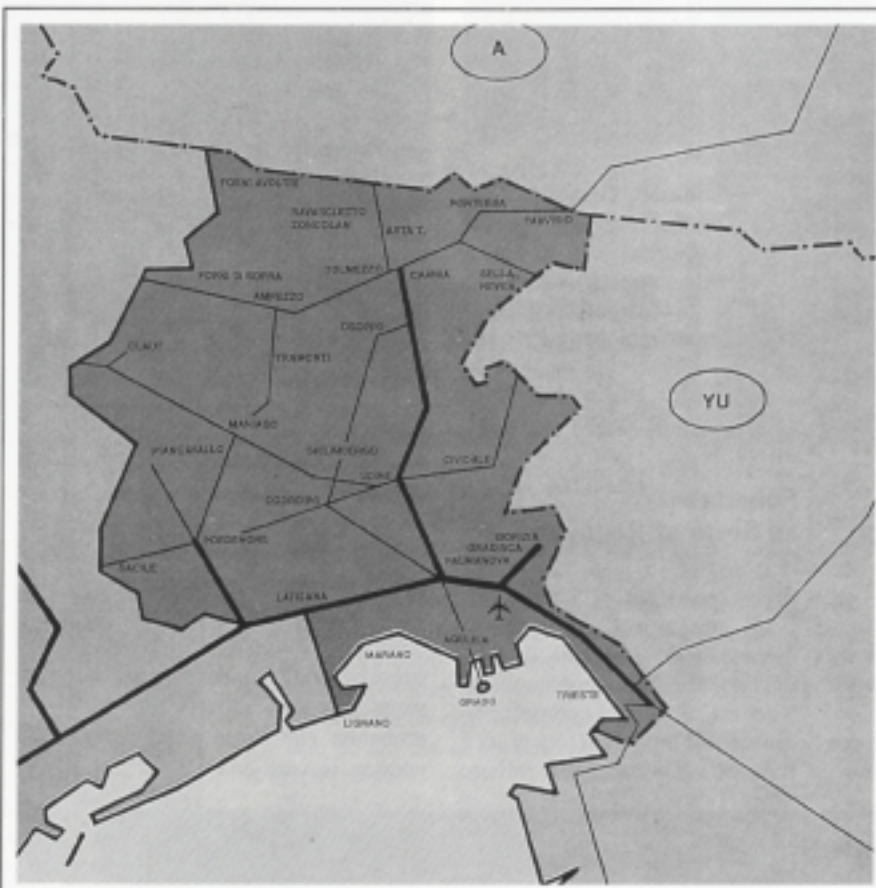 A
FORNI AVOLTRI
PONTEBBA
RAVASCLETTO
ZONCOLAN
TARVISIO
ARTA T.
TOLMEZZO
CARNIA
FORNI DI SOPRA
SELLA
NEVEA
AMPEZZO
OSOPPO
CLAUT
TRAMONTI
YU
MANIAGO
PIANCAVALLO
SPILIMBERGO
CIVIDALE
UDINE
CODROIPO
PORDENONE
GORIZIA
GRADISCA
PALMANOVA
SACILE
LATISANA
AQUILEIA
MARANO
GRADO
TRIESTE
LIGNANO